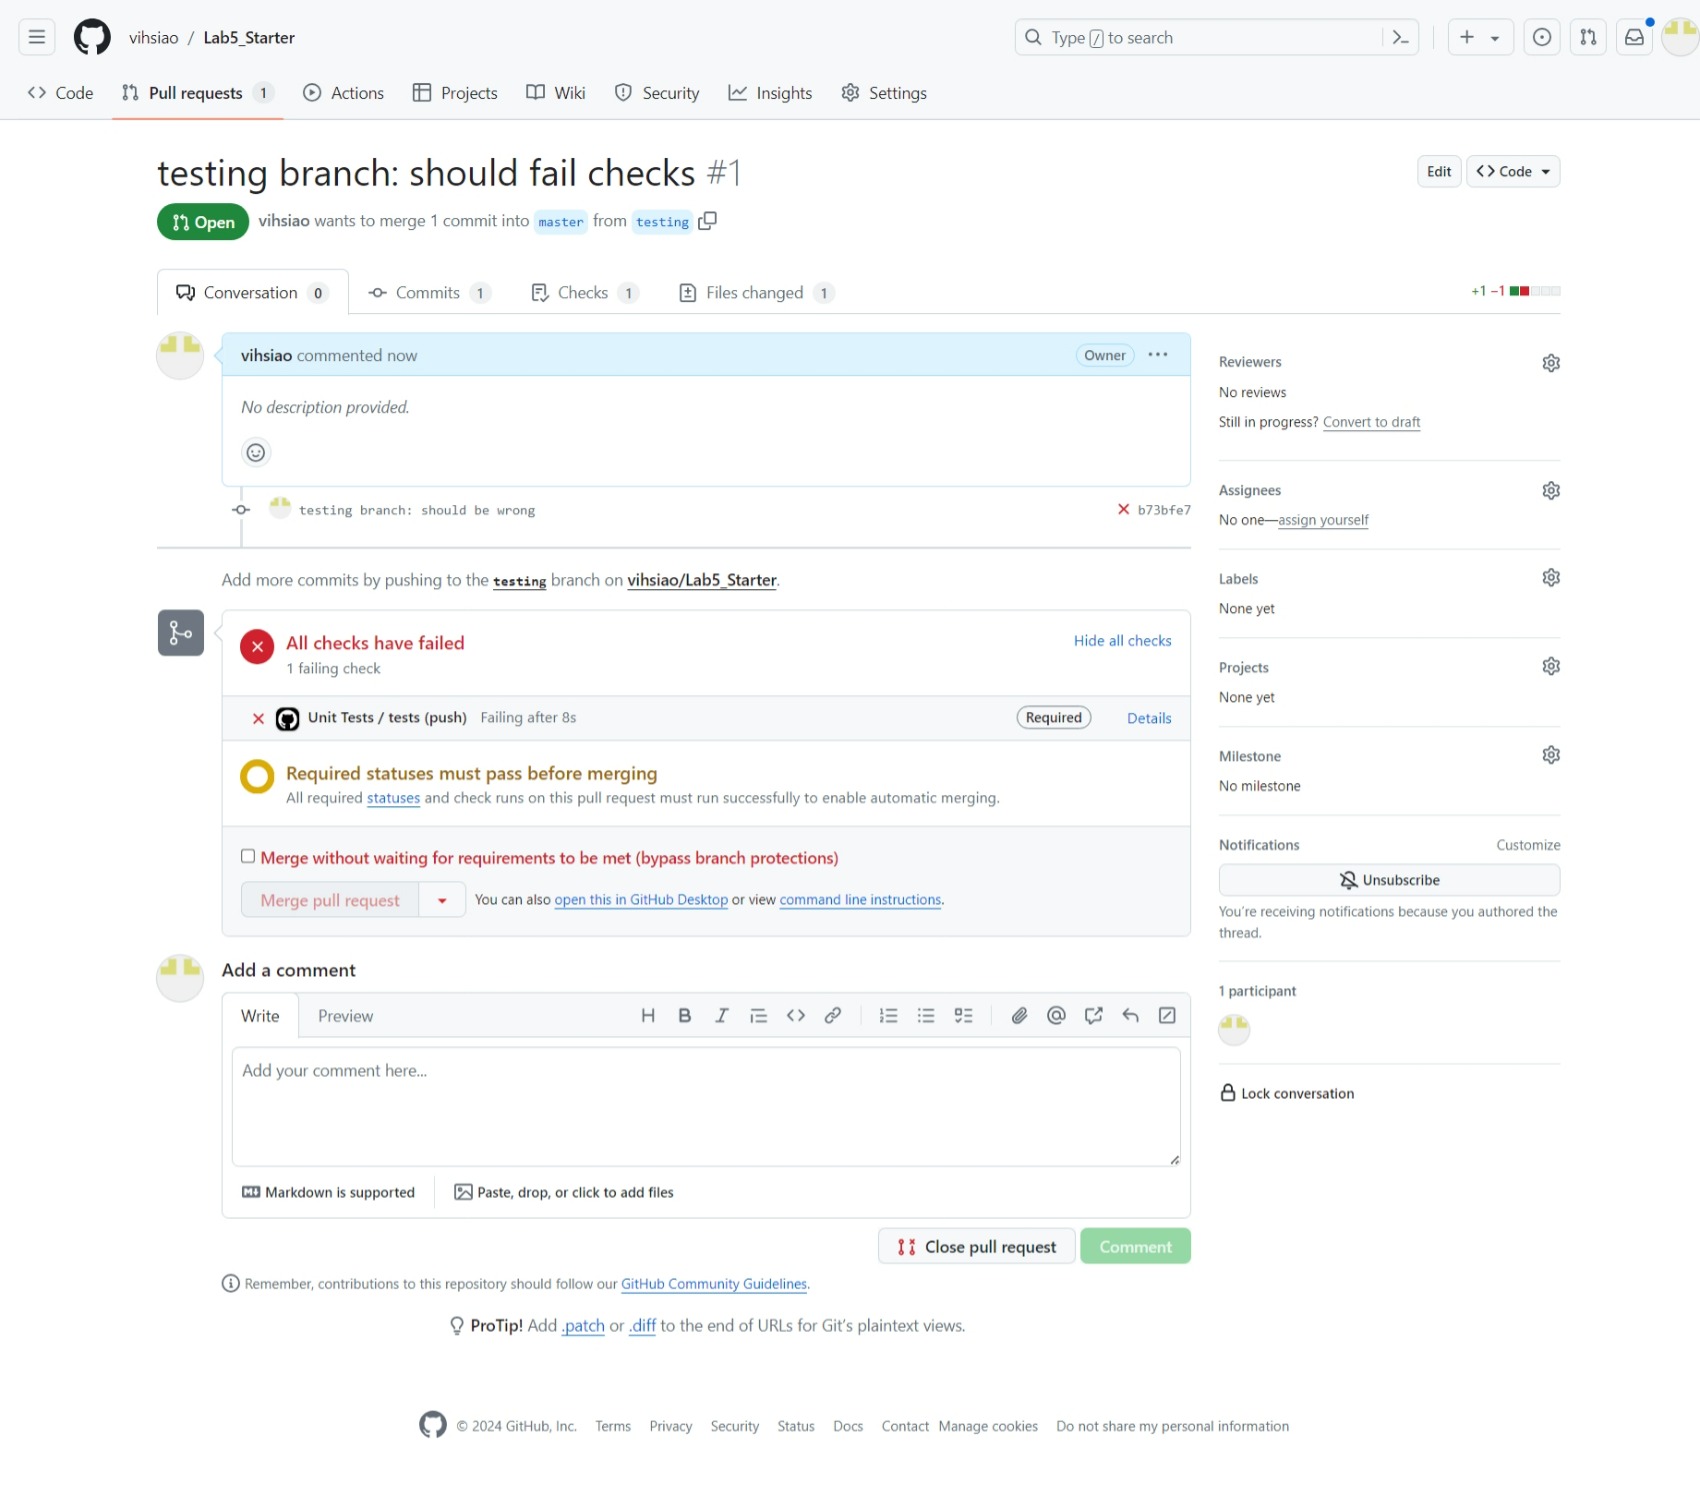 vihsiao / Lab5_Starter
Type / to search
Code
Pull requests 1
Actions
Projects
Wiki
Security
Insights
Settings
testing branch: should fail checks #1
Edit
Code
Open
vihsiao wants to merge 1 commit into master from testing
Conversation 0
Commits 1
Checks 1
Files changed 1
+1 −1
vihsiao commented now
Owner
No description provided.
testing branch: should be wrong
b73bfe7
Add more commits by pushing to the testing branch on vihsiao/Lab5_Starter.
All checks have failed
Hide all checks
1 failing check
Unit Tests / tests (push) Failing after 8s
Required
Details
Required statuses must pass before merging
All required statuses and check runs on this pull request must run successfully to enable automatic merging.
Merge without waiting for requirements to be met (bypass branch protections)
Merge pull request
You can also open this in GitHub Desktop or view command line instructions.
Add a comment
Write
Preview
Add your comment here...
Markdown is supported
Paste, drop, or click to add files
Close pull request
Comment
Remember, contributions to this repository should follow our GitHub Community Guidelines.
ProTip! Add .patch or .diff to the end of URLs for Git's plaintext views.
Reviewers
No reviews
Still in progress? Convert to draft
Assignees
No one—assign yourself
Labels
None yet
Projects
None yet
Milestone
No milestone
Notifications
Customize
Unsubscribe
You're receiving notifications because you authored the
thread.
1 participant
Lock conversation
© 2024 GitHub, Inc.
Terms
Privacy
Security
Status
Docs
Contact
Manage cookies
Do not share my personal information